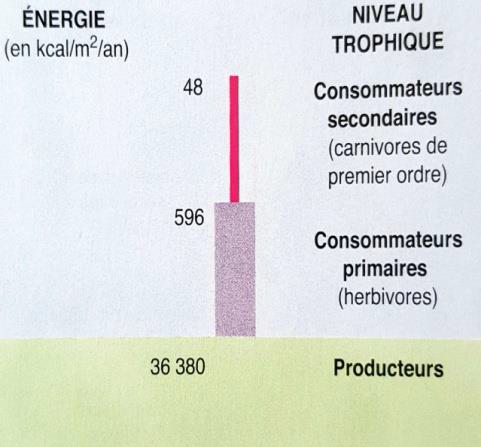 ÉNERGIE
(en kcal/m²/an)
NIVEAU
TROPHIQUE
48
Consommateurs
secondaires
(carnivores de
premier ordre)
596
Consommateurs
primaires
(herbivores)
36 380
Producteurs